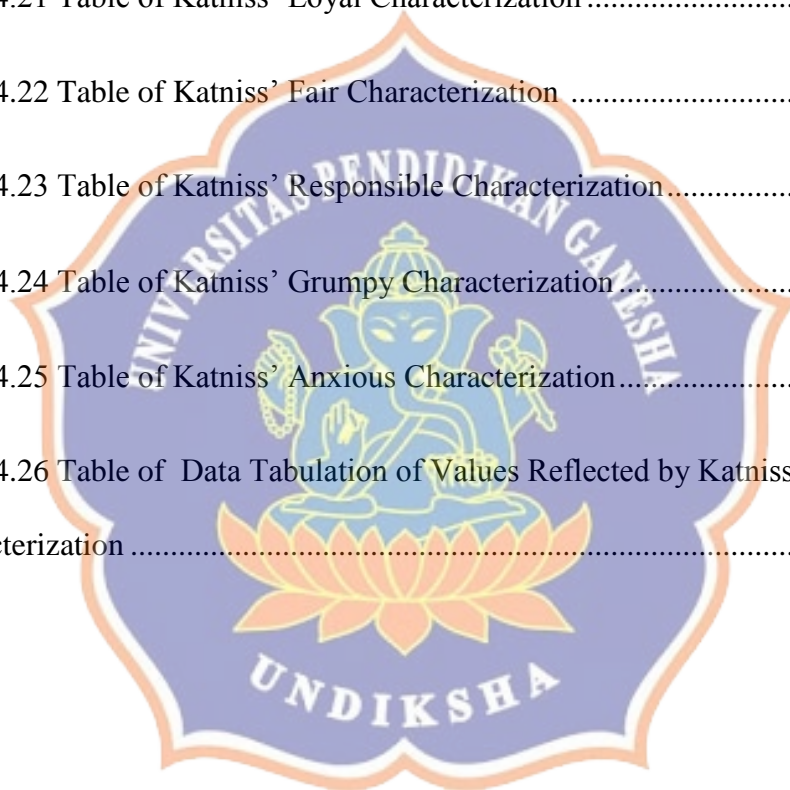 4.21 Table of Katniss’ Loyal Characterization ............................
4.22 Table of Katniss’ Fair Characterization ............................
4.23 Table of Katniss’ Responsible Characterization ................
4.24 Table of Katniss’ Grumpy Characterization ......................
4.25 Table of Katniss’ Anxious Characterization ......................
4.26 Table of  Data Tabulation of Values Reflected by Katniss
cterization ..................................................................................
UNIVERSITAS PENDIDIKAN GANESHA
UNDIKSHA